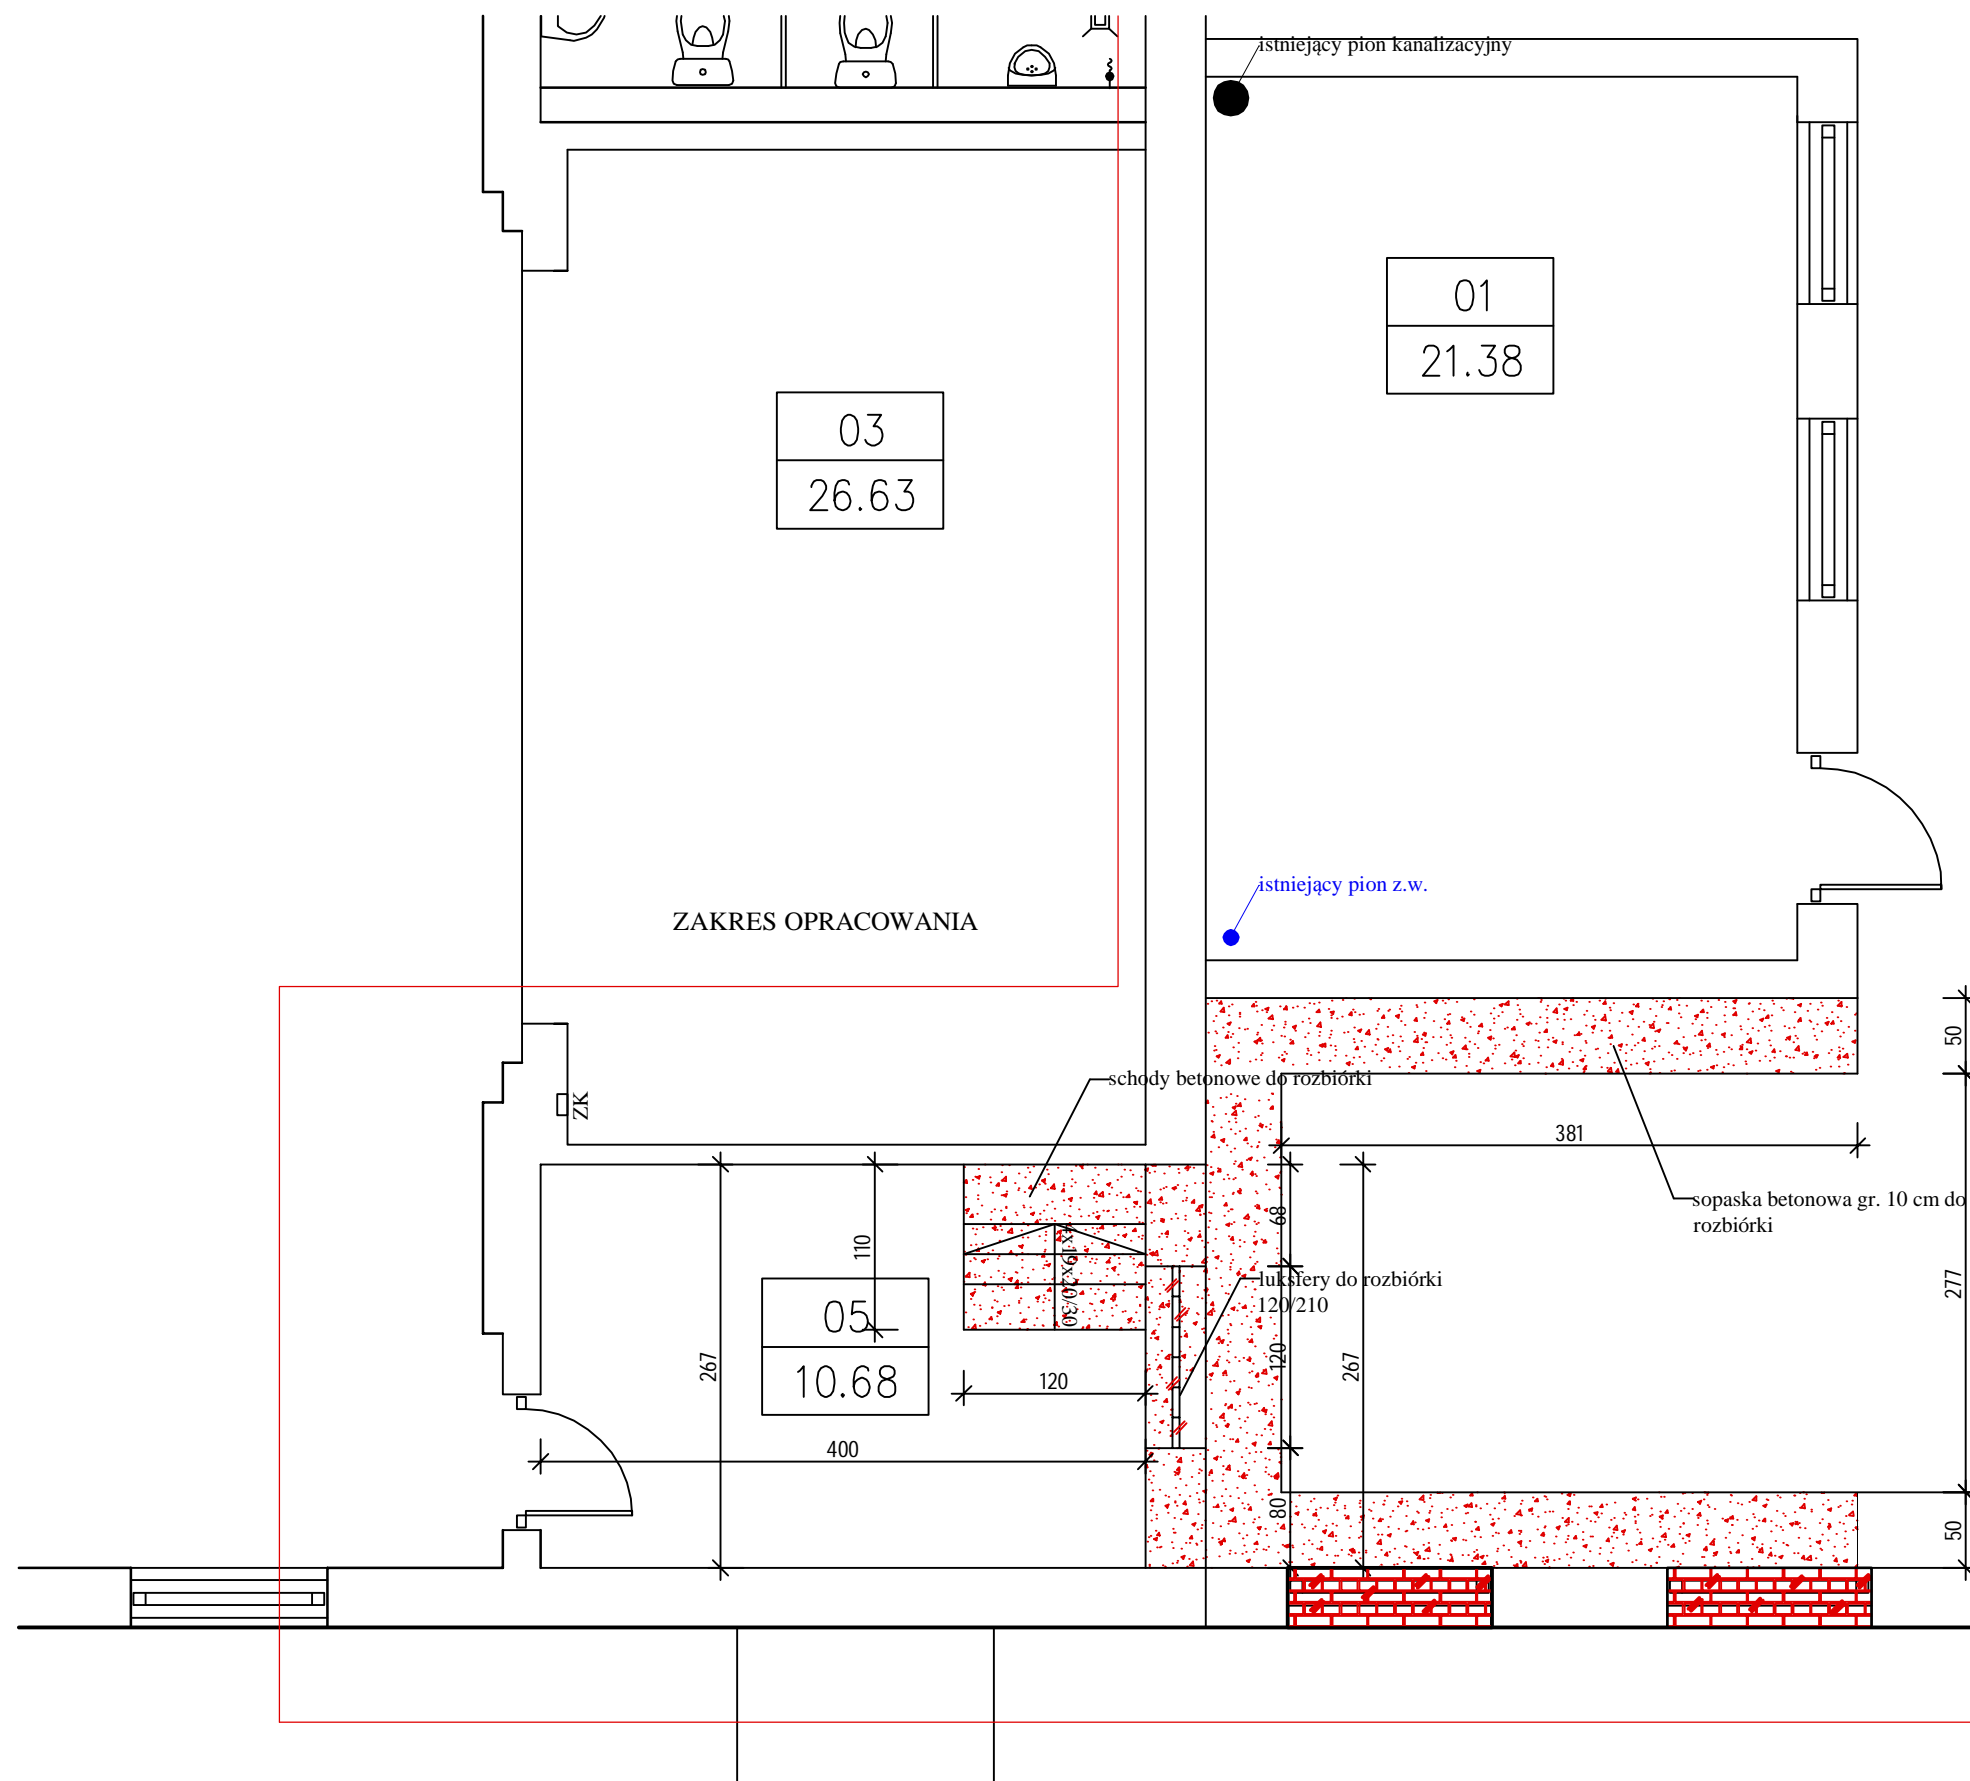 istniejący pion kanalizacyjny
01
21.38
03
26.63
istniejący pion z.w.
ZAKRES OPRACOWANIA
50
schody betonowe do rozbiórki
ZK
381
sopaska betonowa gr. 10 cm do
rozbiórki
68
110
4x19x20/30
277
luksfery do rozbiórki
120/210
05
10.68
267
120
120
267
400
80
50